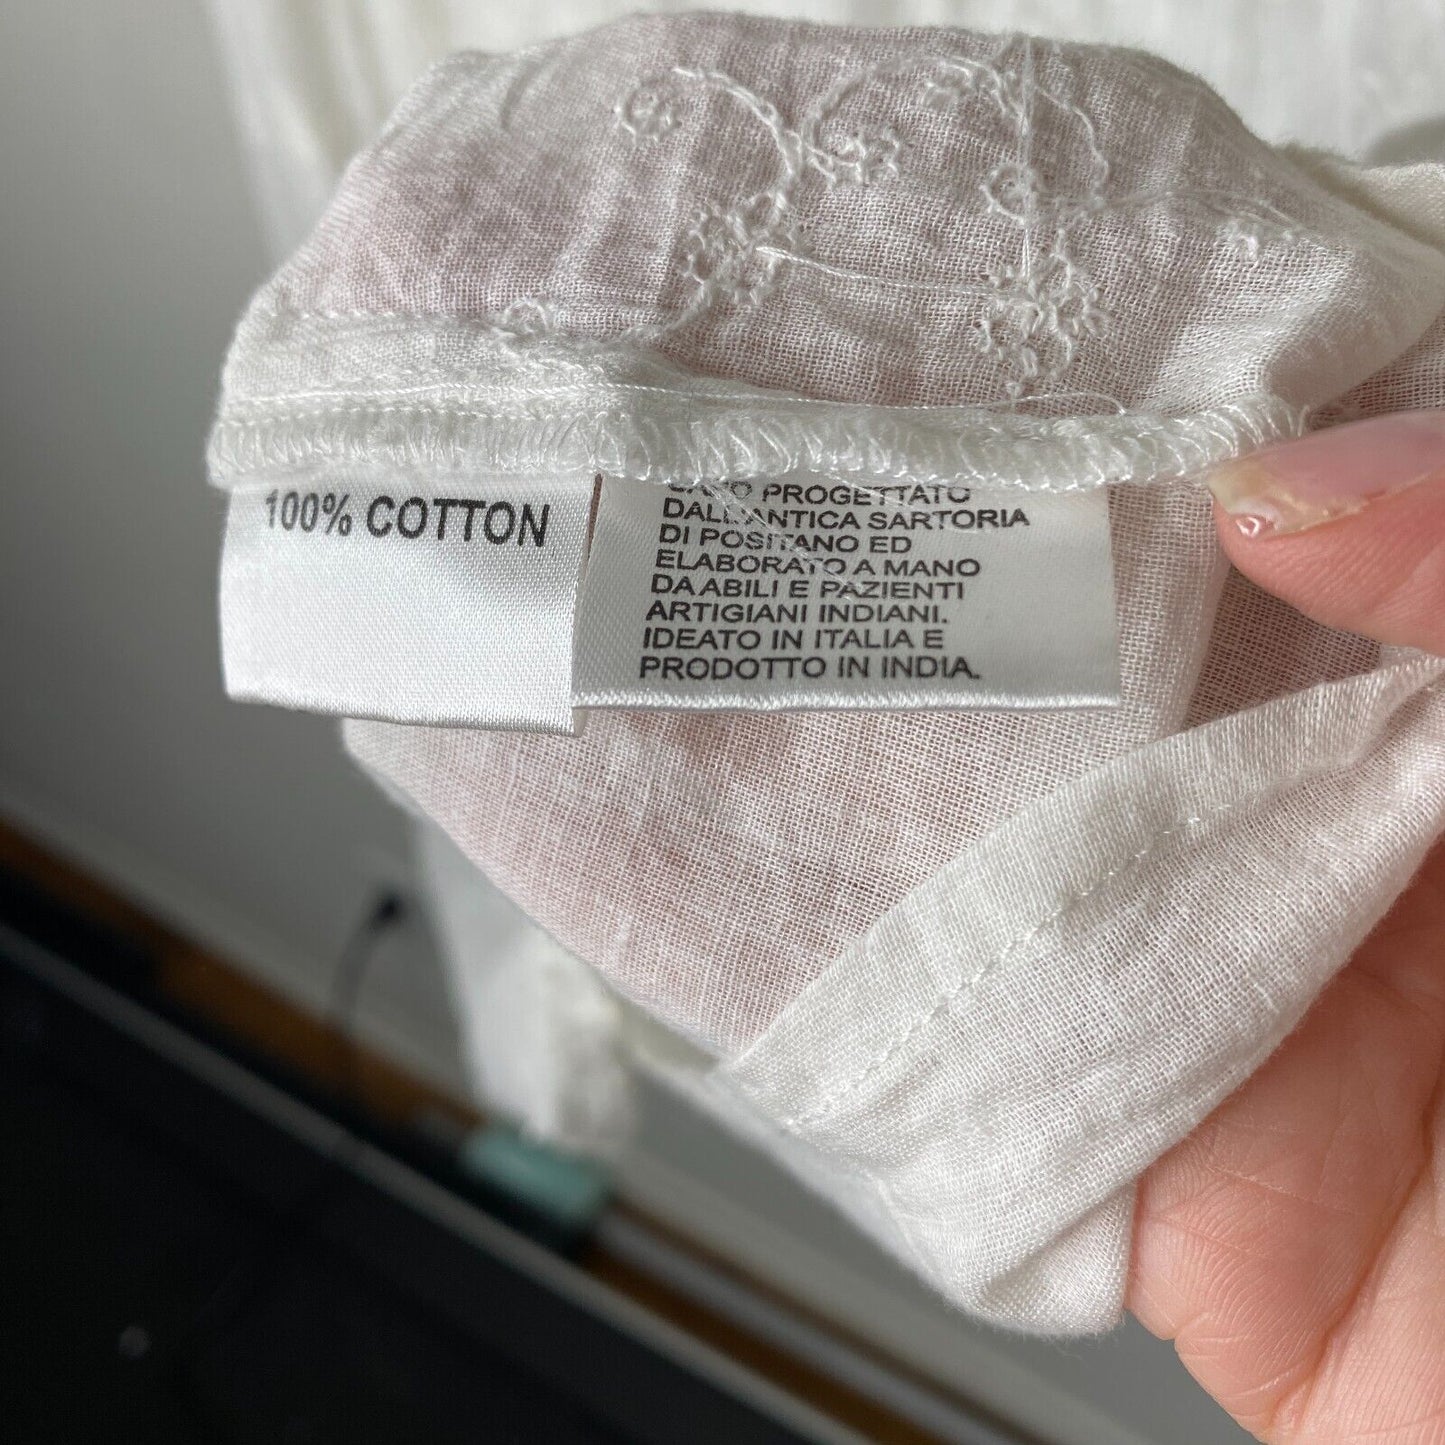 100% COTTON
PROGETTATO
DALL'ANTICA SARTORIA
DI POSITANO ED
ELABORATO A MANO
DA ABILI E PAZIENTI
ARTIGIANI INDIANI.
IDEATO IN ITALIA E
PRODOTTO IN INDIA.